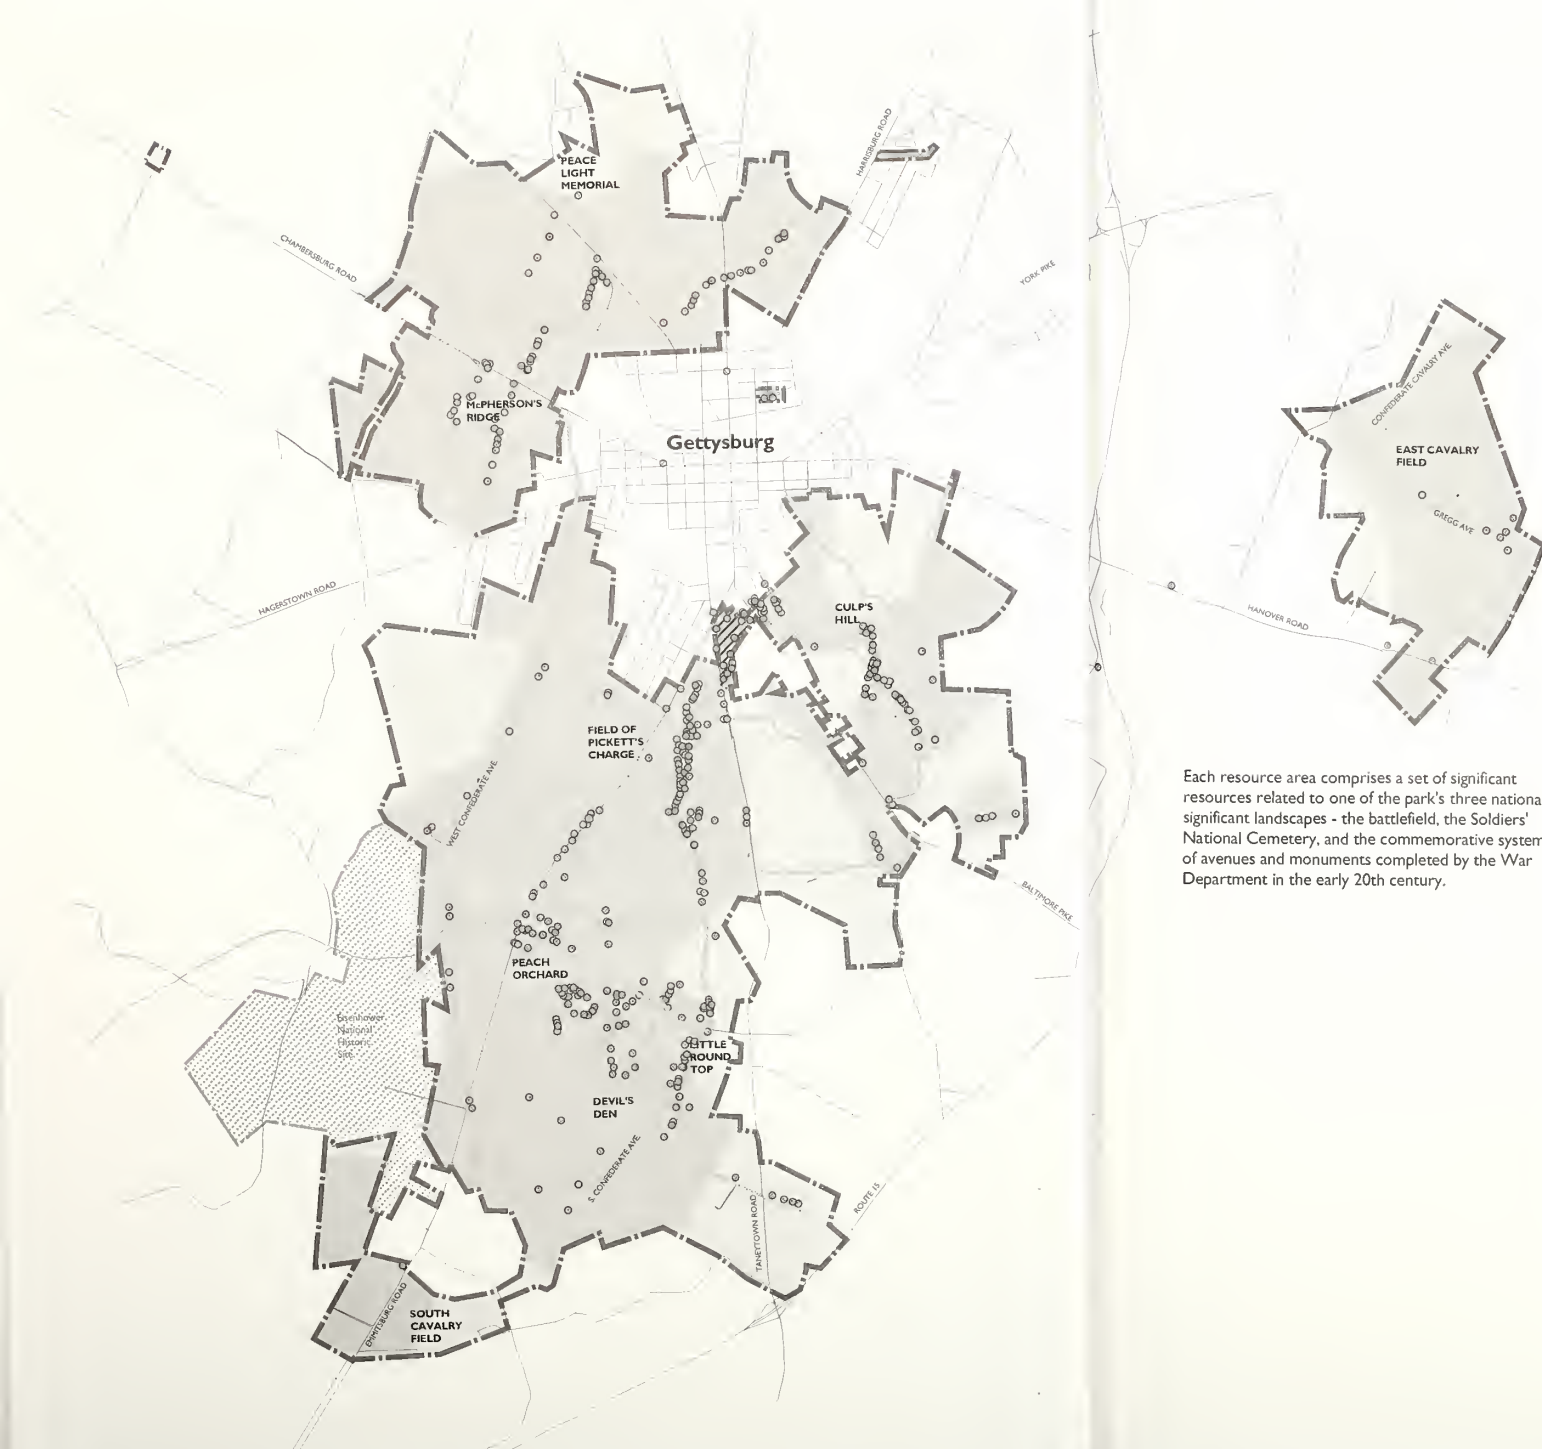 PEACE
LIGHT
MEMORIAL
HARRISBURG ROAD
CHAMBERSBURG ROAD
YORK PIKE
McPHERSON'S
RIDGE
Gettysburg
CONFEDERATE CAVALRY AVE
EAST CAVALRY
FIELD
GREGG AVE
HAGERSTOWN ROAD
CULP'S
HILL
HANOVER ROAD
FIELD OF
PICKETT'S
CHARGE
WEST CONFEDERATE AVE
Each resource area comprises a set of significant
resources related to one of the park's three nationa
significant landscapes - the battlefield, the Soldiers'
National Cemetery, and the commemorative system
of avenues and monuments completed by the War
Department in the early 20th century.
BALTIMORE PIKE
PEACH
ORCHARD
Eisenhower
National
Historic
Site
LITTLE
ROUND
TOP
DEVIL'S
DEN
S. CONFEDERATE AVE
TANEYTOWN ROAD
ROUTE 15
EMMITSBURG ROAD
SOUTH
CAVALRY
FIELD